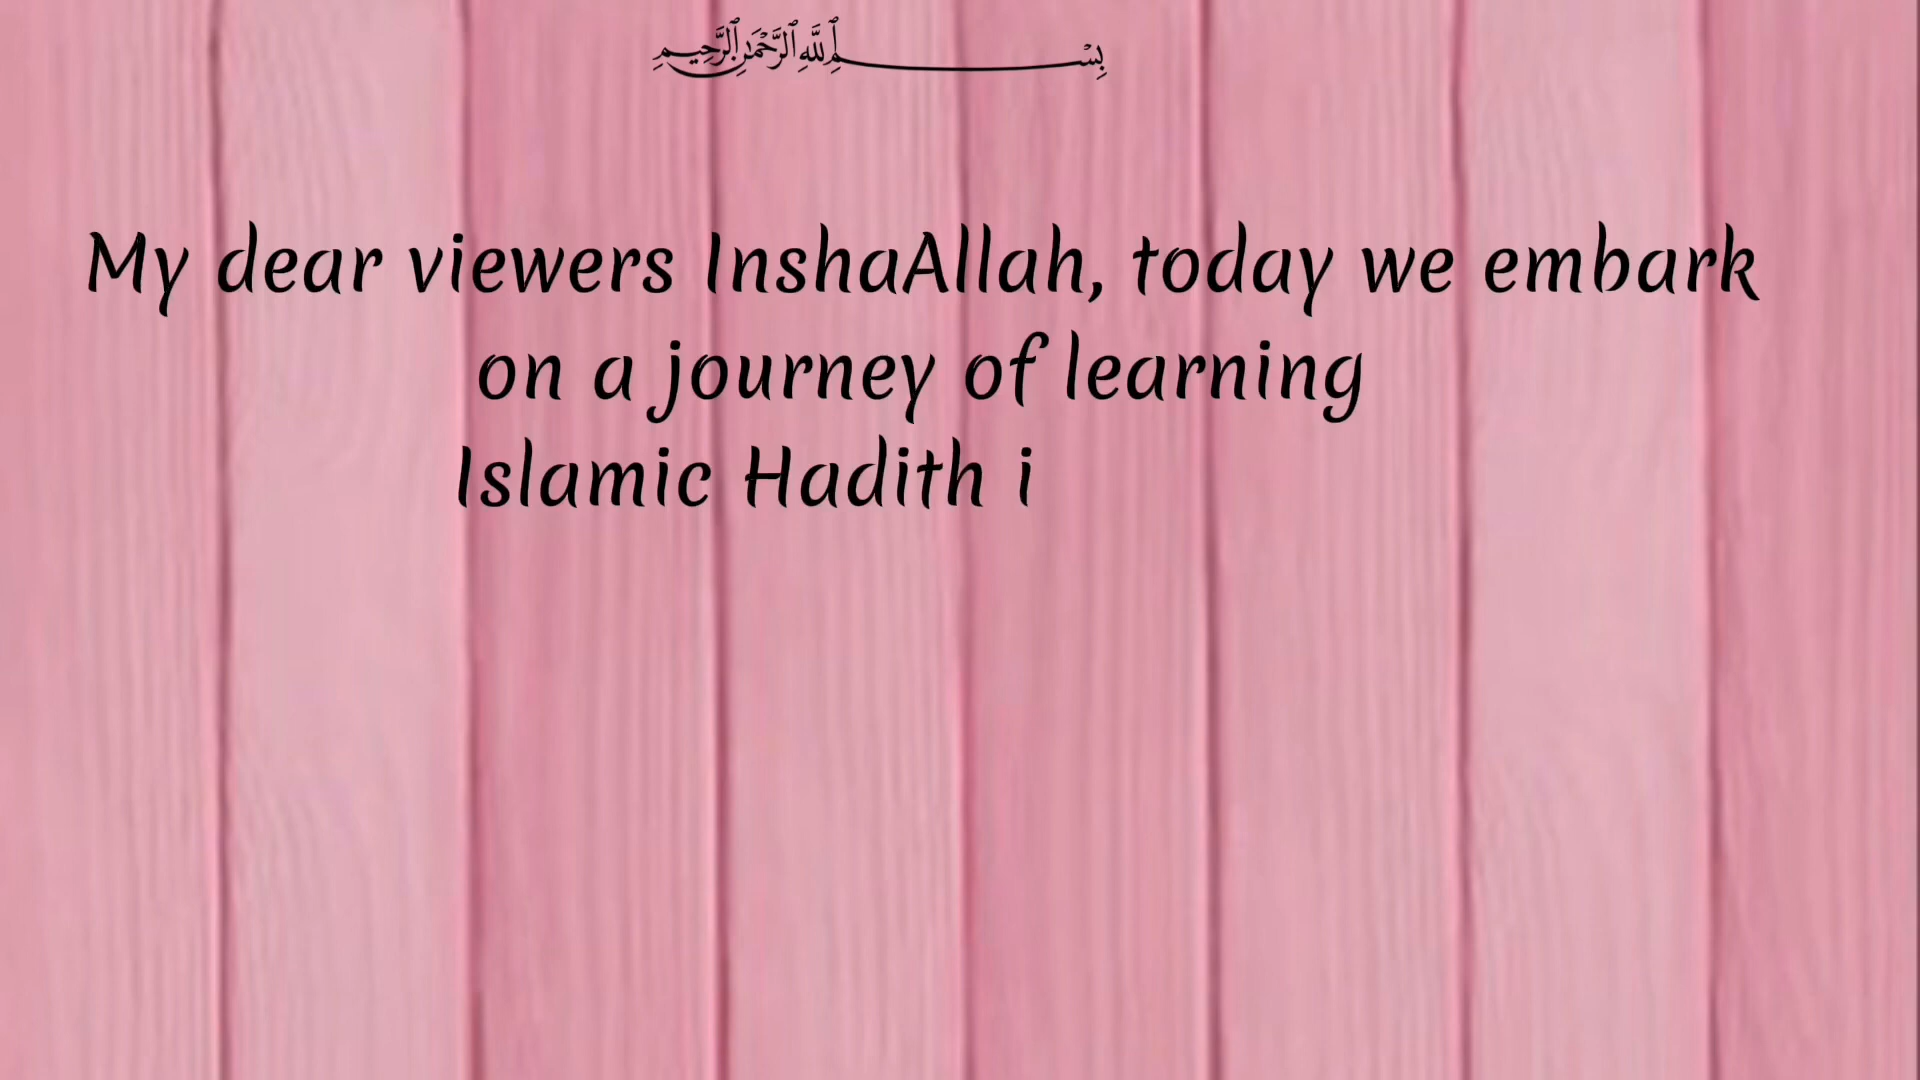 بِسْمِ ٱللَّهِ ٱلرَّحْمَٰنِ ٱلرَّحِيمِ
My dear viewers InshaAllah, today we embark
on a journey of learning
Islamic Hadith i